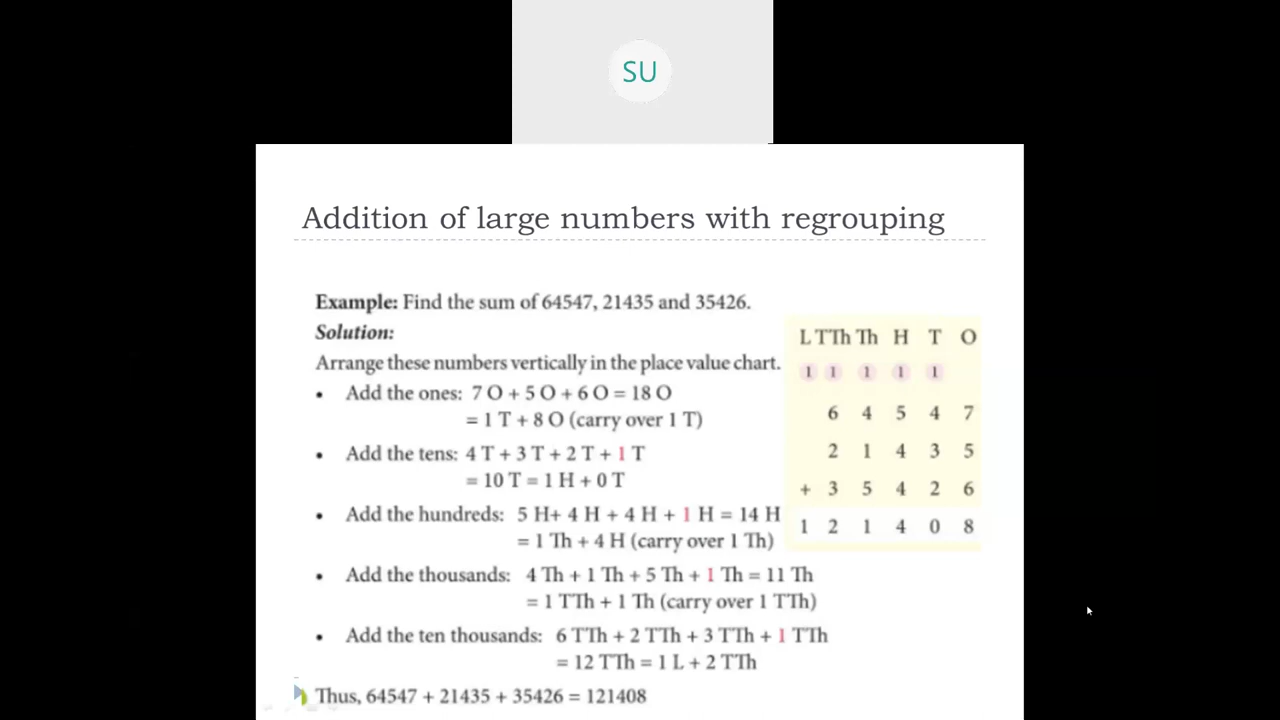 SU
Addition of large numbers with regrouping
Example: Find the sum of 64547, 21435 and 35426.
Solution:
Arrange these numbers vertically in the place value chart.
• Add the ones: 7 O + 5 O + 6 O = 18 O
= 1 T + 8 O (carry over 1 T)
• Add the tens: 4 T + 3 T + 2 T + 1 T
= 10 T = 1 H + 0 T
• Add the hundreds: 5 H+ 4 H + 4 H + 1 H = 14 H
= 1 Th + 4 H (carry over 1 Th)
• Add the thousands: 4 Th + 1 Th + 5 Th + 1 Th = 11 Th
= 1 TTh + 1 Th (carry over 1 TTh)
• Add the ten thousands: 6 TTh + 2 TTh + 3 TTh + 1 TTh
= 12 TTh = 1 L + 2 TTh
Thus, 64547 + 21435 + 35426 = 121408
L TTh Th H T O
1 1 1 1 1
6 4 5 4 7
2 1 4 3 5
+ 3 5 4 2 6
1 2 1 4 0 8